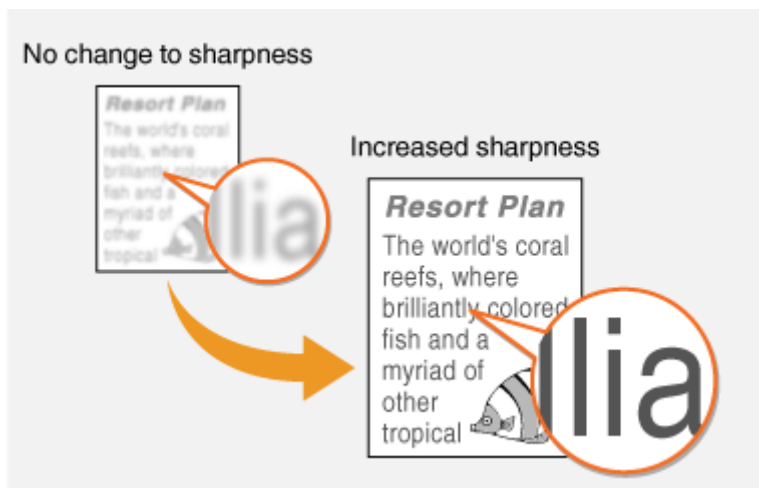 No change to sharpness
Resort Plan
The world's coral
reefs, where
brilliantly colored
fish and a
myriad of
other
tropical
lia
Increased sharpness
Resort Plan
The world's coral
reefs, where
brilliantly colored
fish and a
myriad of
other
tropical
llia